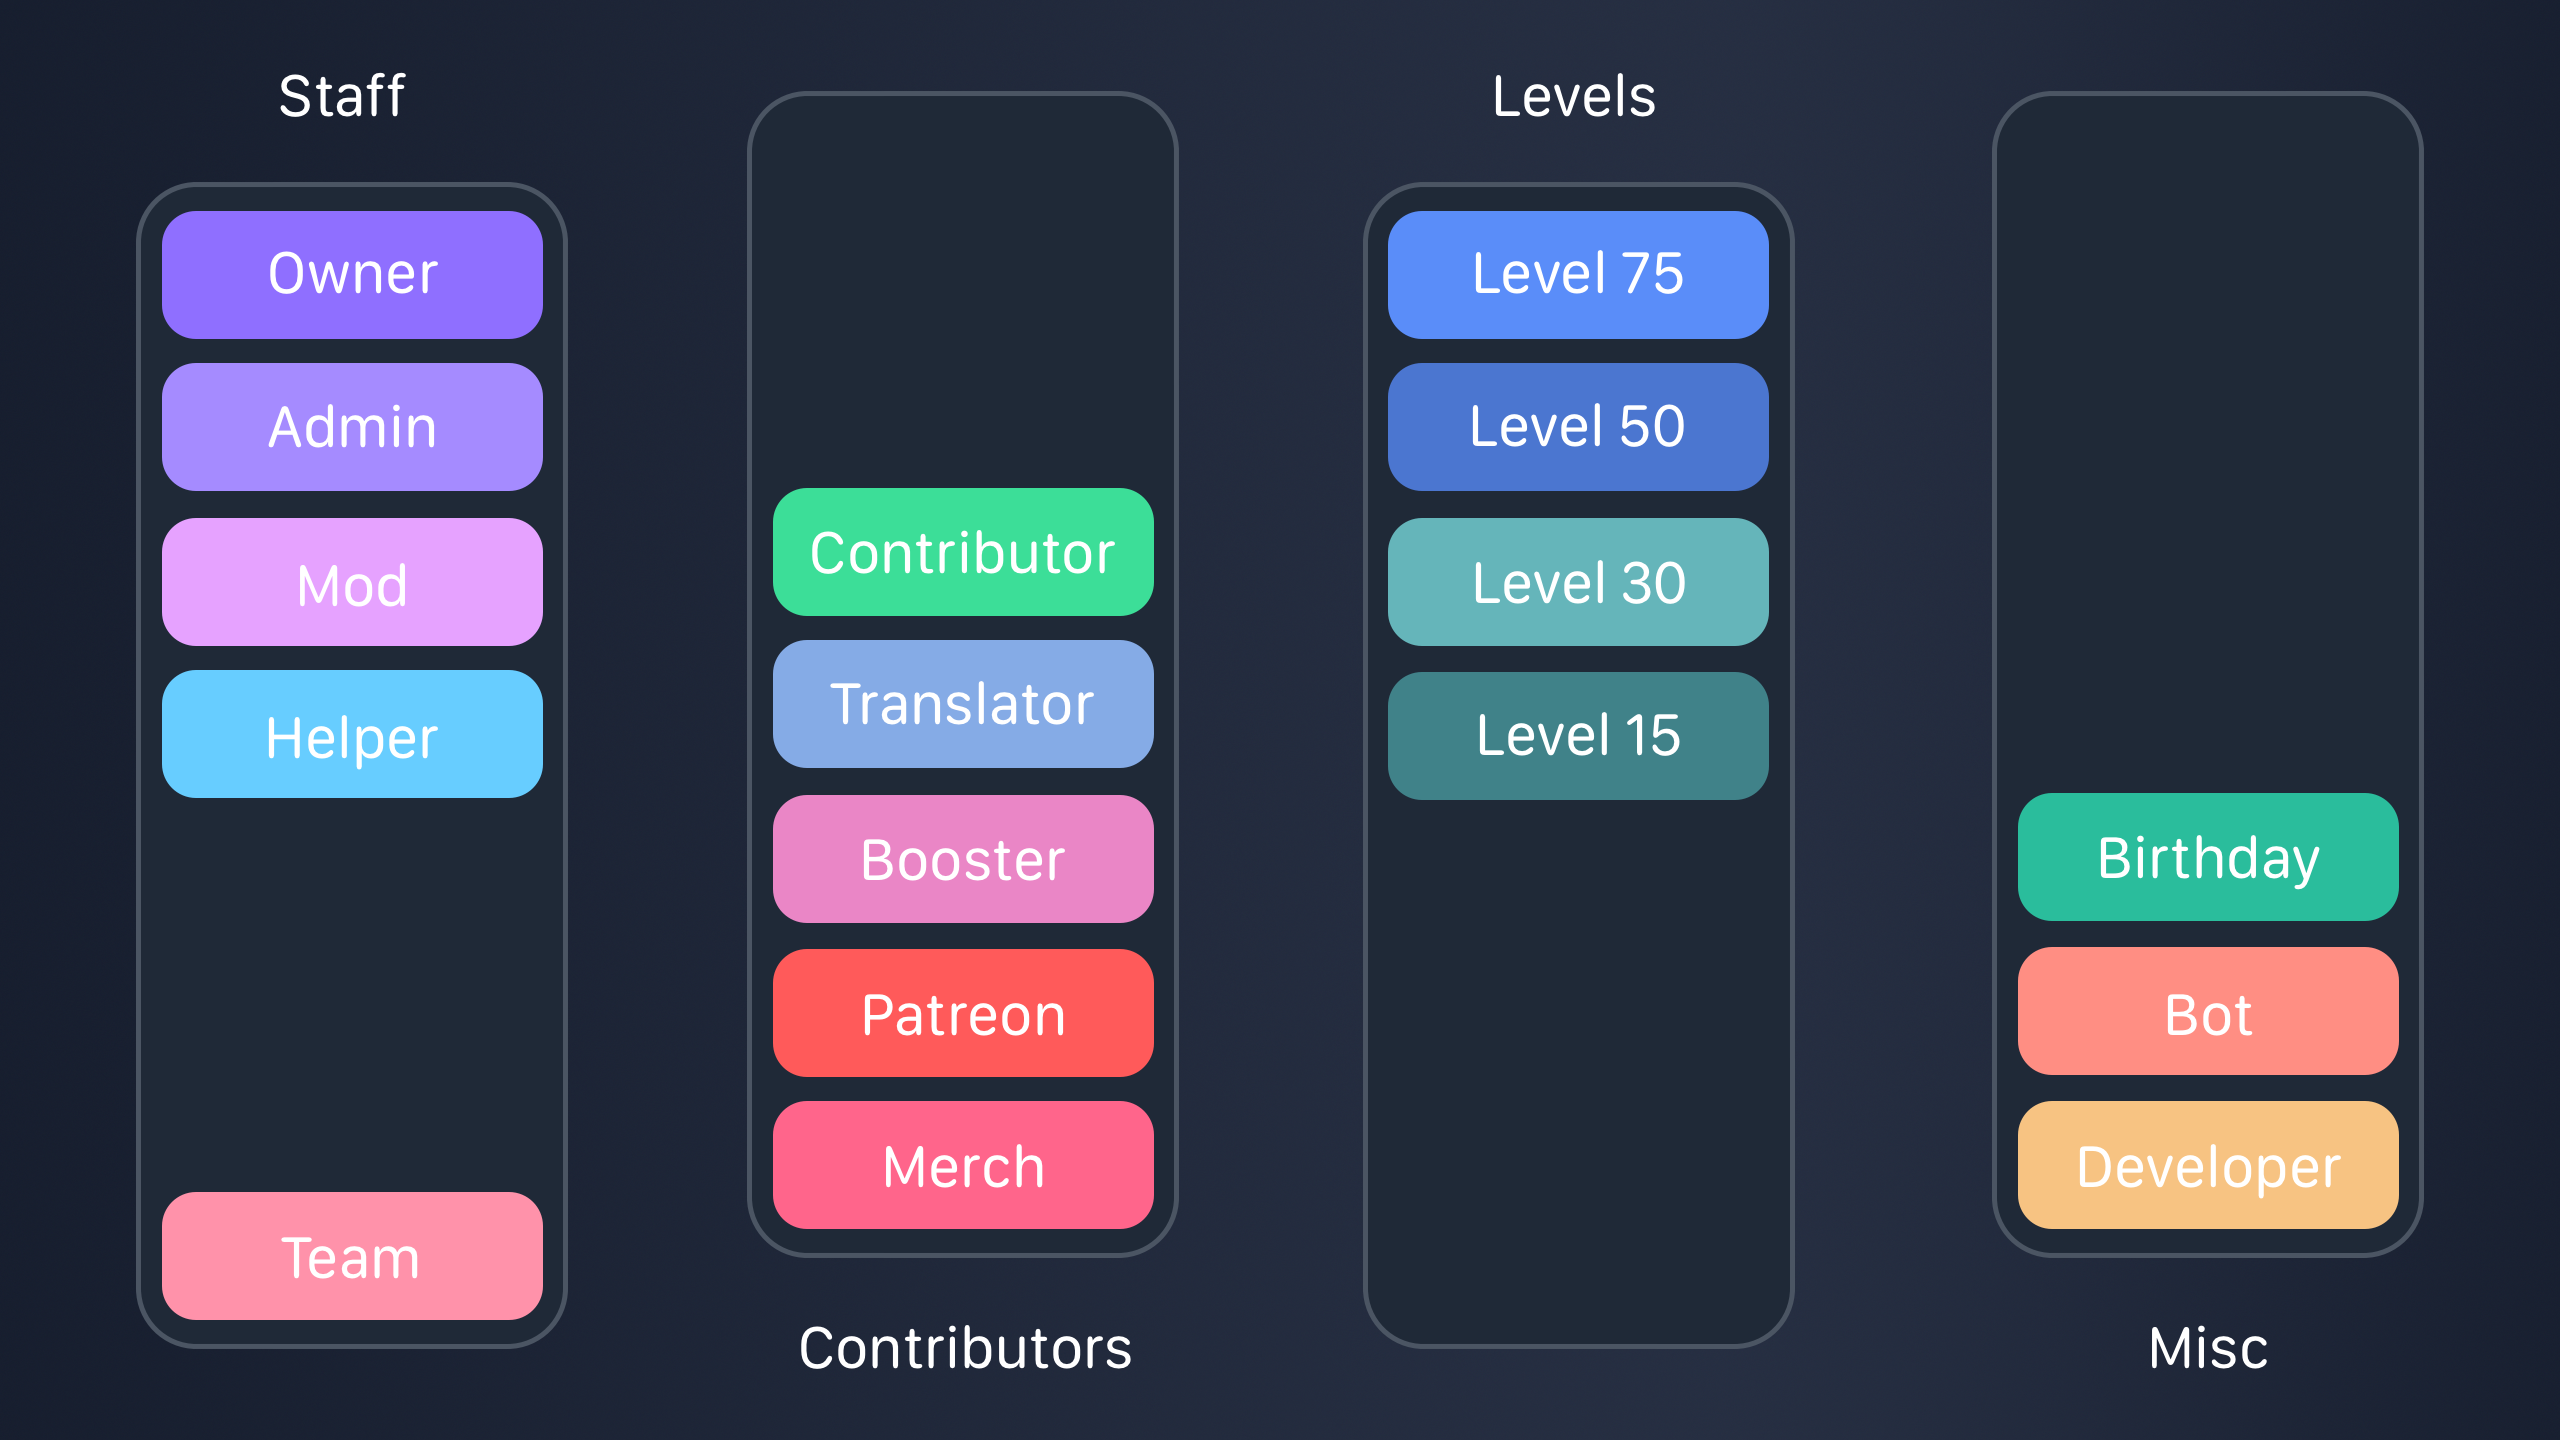 Staff
Owner
Admin
Mod
Helper
Team
Contributor
Translator
Booster
Patreon
Merch
Contributors
Levels
Level 75
Level 50
Level 30
Level 15
Birthday
Bot
Developer
Misc